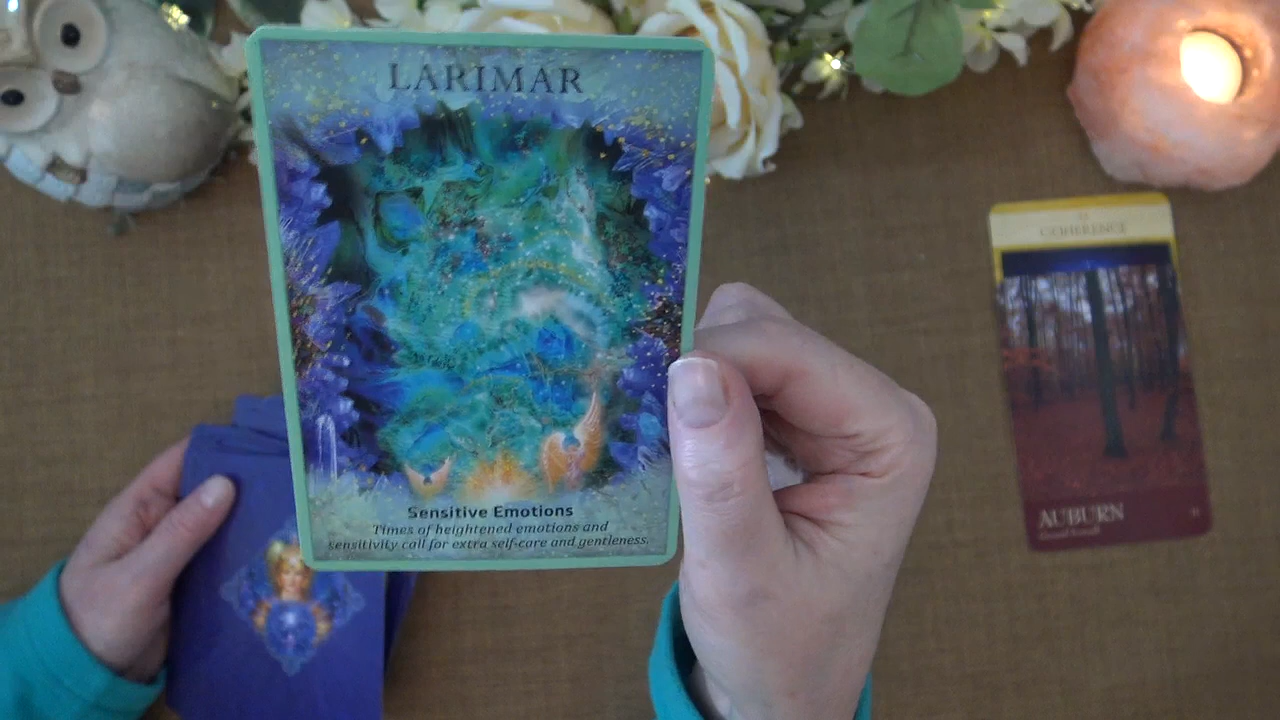 LARIMAR
Sensitive Emotions
Times of heightened emotions and
sensitivity call for extra self-care and gentleness.
COHERENCE
AUBURN